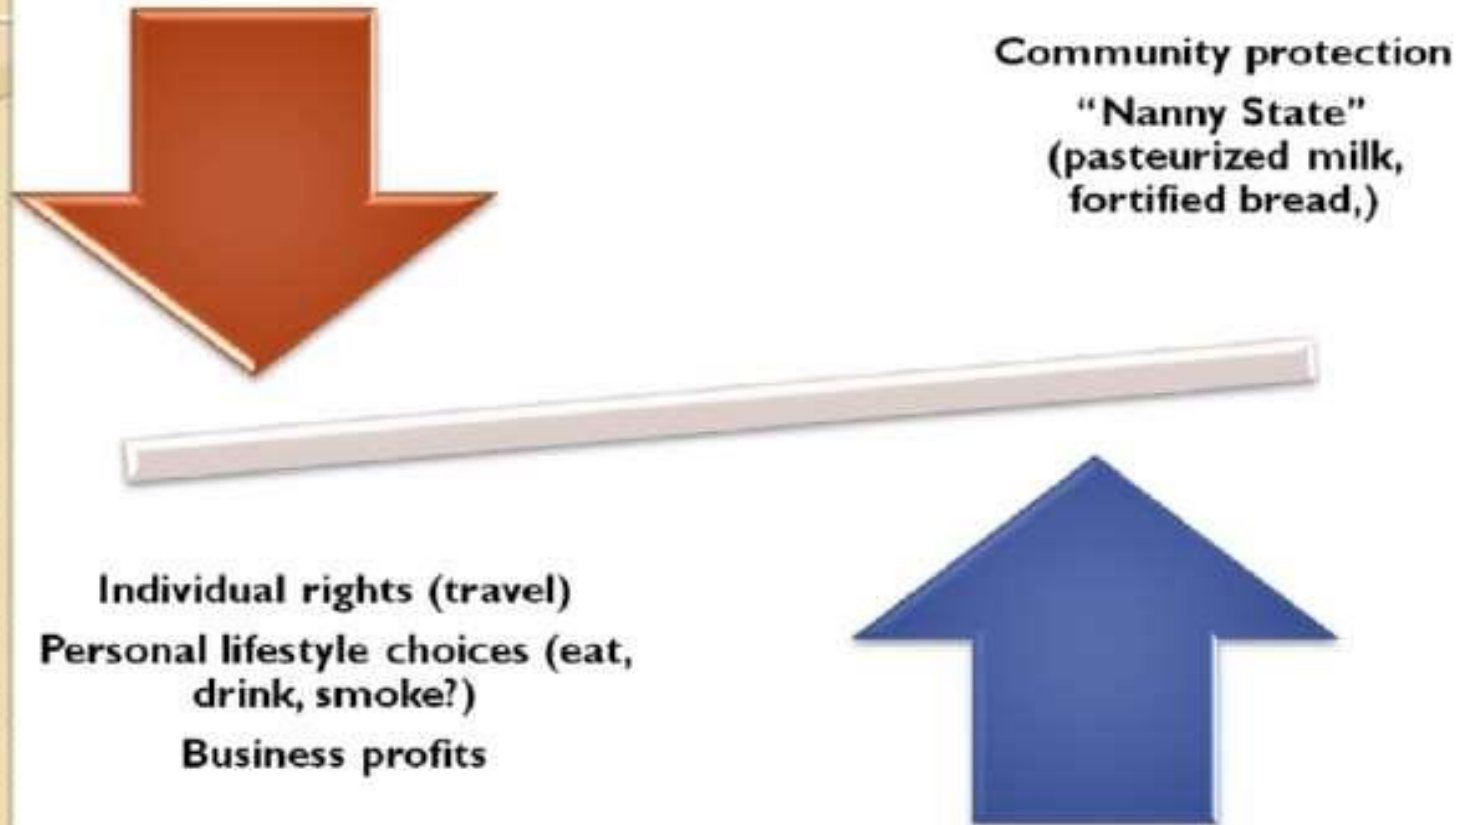 Community protection
“Nanny State”
(pasteurized milk,
fortified bread,)
Individual rights (travel)
Personal lifestyle choices (eat,
drink, smoke?)
Business profits